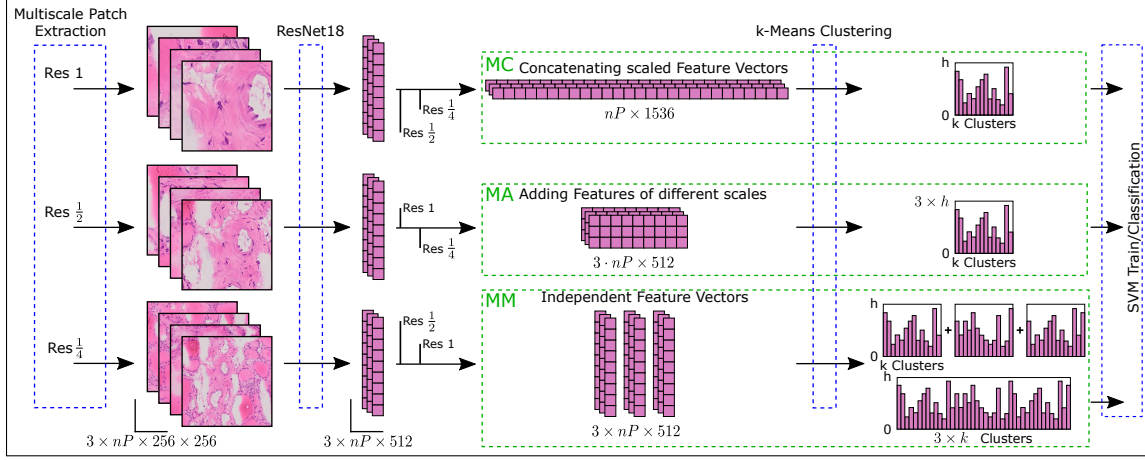 Multiscale Patch
Extraction
ResNet18
k-Means Clustering
Res 1
Res 1/4
Res 1/2
MC Concatenating scaled Feature Vectors
nP × 1536
h
0
k Clusters
Res 1/2
Res 1
Res 1/4
MA Adding Features of different scales
3 · nP × 512
3 × h
0
k Clusters
Res 1/4
Res 1/2
Res 1
MM Independent Feature Vectors
3 × nP × 512
h
+
+
0
k Clusters
h
0
3 × k Clusters
3 × nP × 256 × 256
3 × nP × 512
SVM Train/Classification